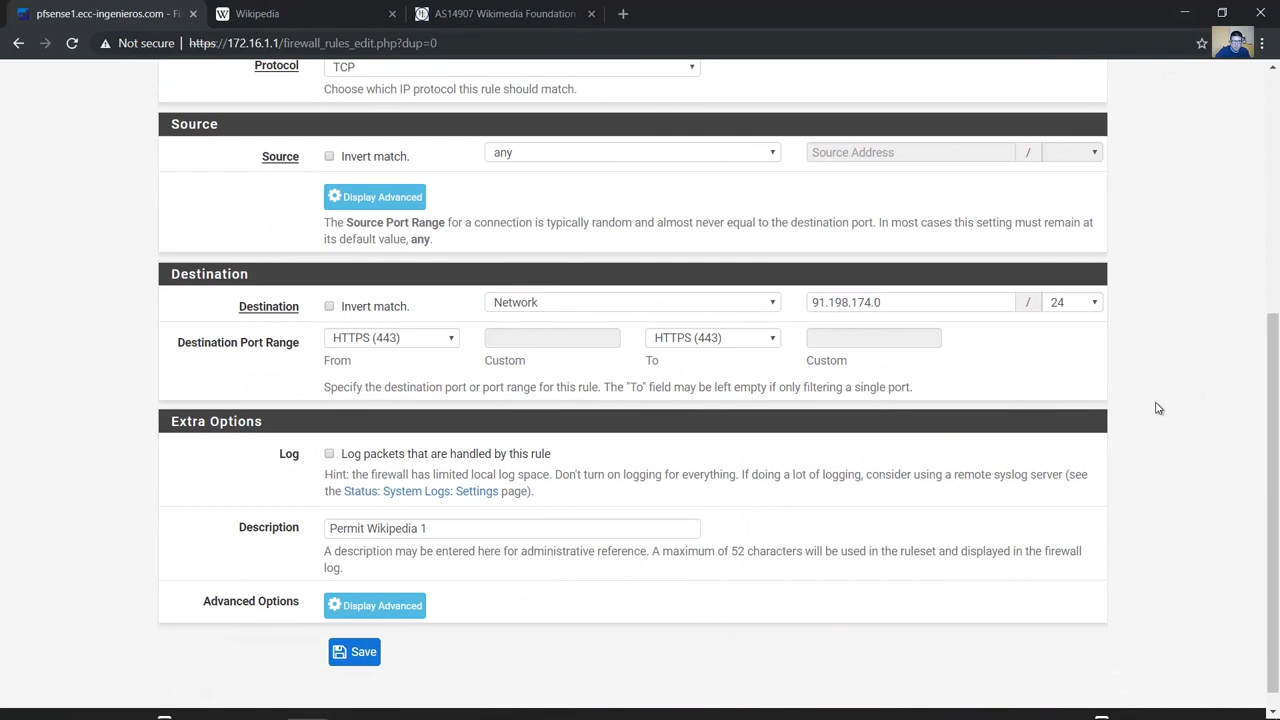 pfsense1.ecc-ingenieros.com - Fi
Wikipedia
AS14907 Wikimedia Foundation
Not secure
https://172.16.1.1/firewall_rules_edit.php?dup=0
Protocol
TCP
Choose which IP protocol this rule should match.
Source
Source
Invert match.
any
Source Address
/
Display Advanced
The Source Port Range for a connection is typically random and almost never equal to the destination port. In most cases this setting must remain at
its default value, any.
Destination
Destination
Invert match.
Network
91.198.174.0
/
24
Destination Port Range
HTTPS (443)
HTTPS (443)
From
Custom
To
Custom
Specify the destination port or port range for this rule. The "To" field may be left empty if only filtering a single port.
Extra Options
Log
Log packets that are handled by this rule
Hint: the firewall has limited local log space. Don't turn on logging for everything. If doing a lot of logging, consider using a remote syslog server (see
the Status: System Logs: Settings page).
Description
Permit Wikipedia 1
A description may be entered here for administrative reference. A maximum of 52 characters will be used in the ruleset and displayed in the firewall
log.
Advanced Options
Display Advanced
Save